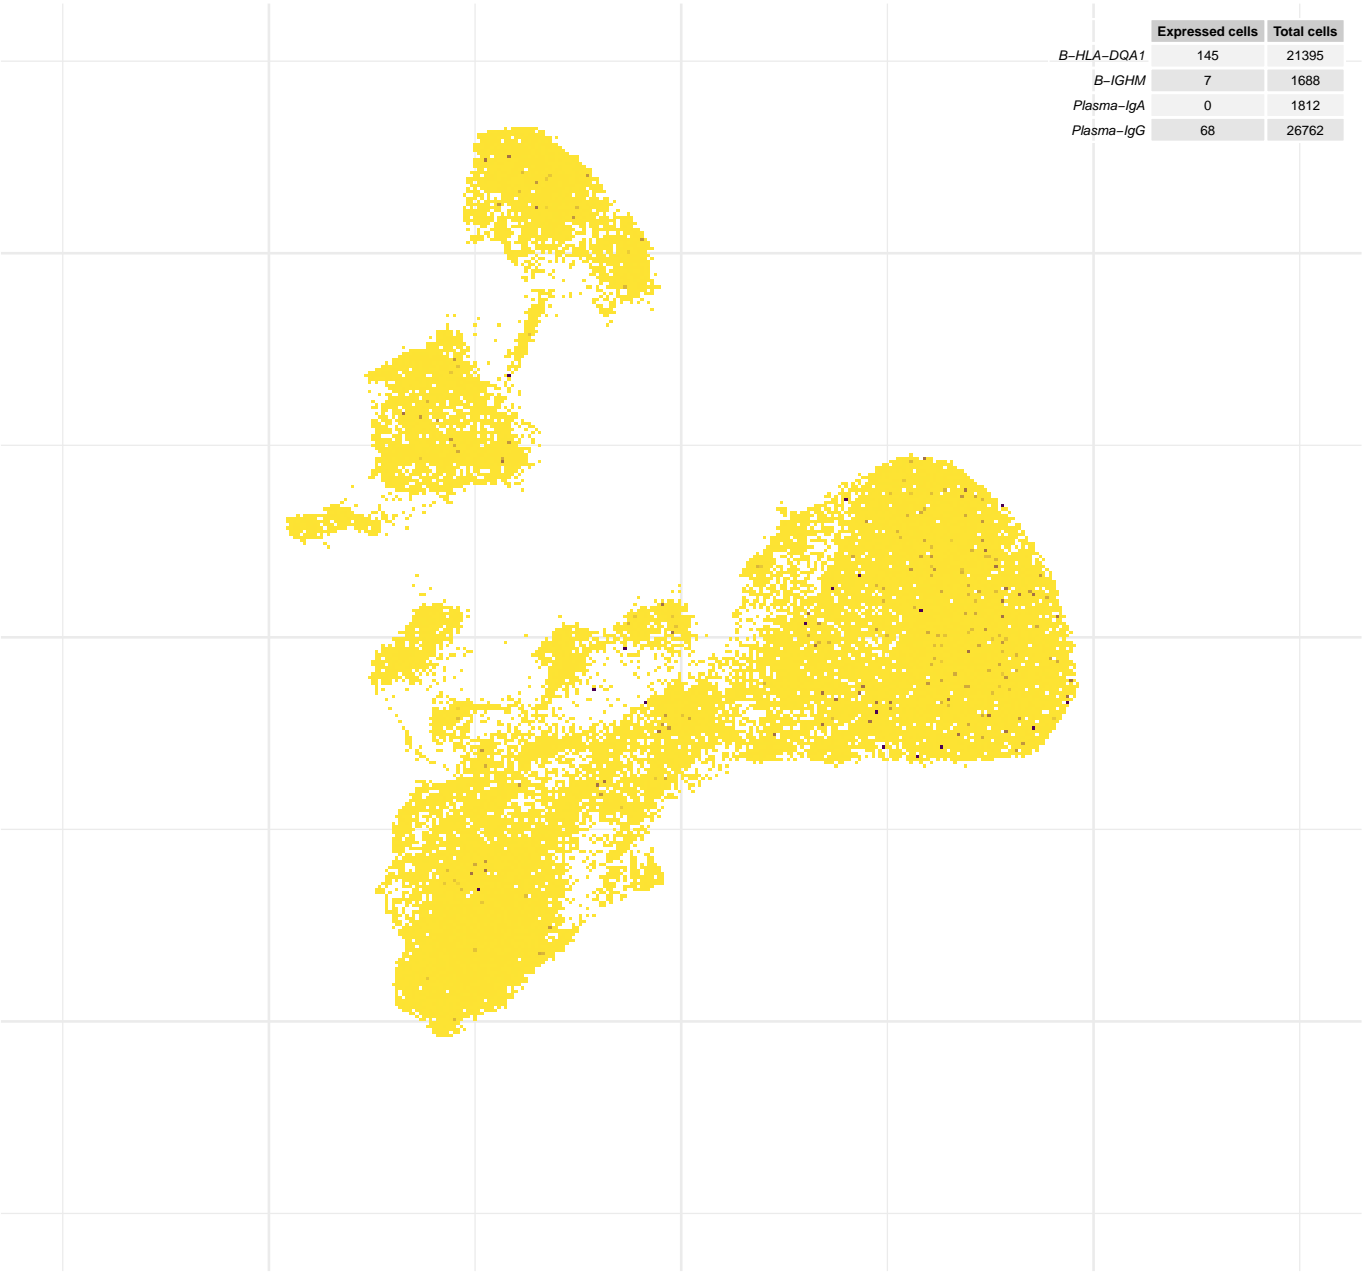 Expressed cells Total cells
B−HLA−DQA1 145 21395
B−IGHM 7 1688
Plasma−IgA 0 1812
Plasma−IgG 68 26762